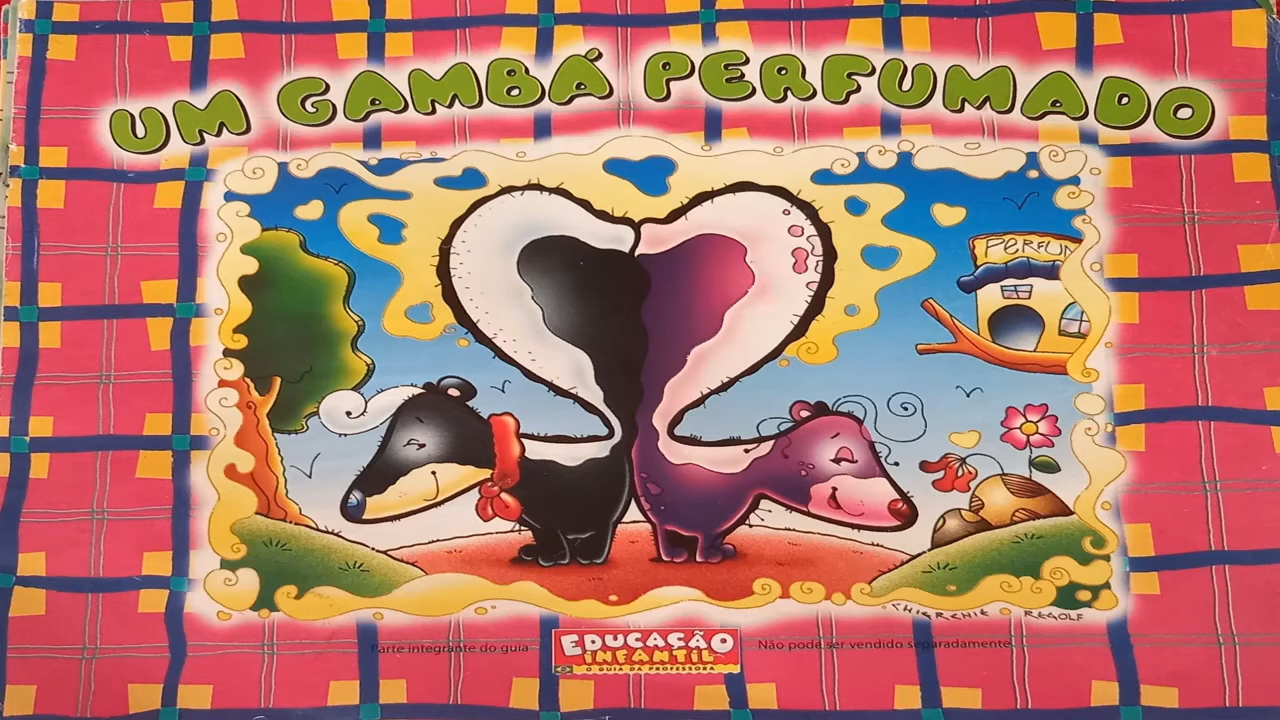 UM GAMBÁ PERFUMADO
PERFUM
Parte integrante do guia
EDUCAÇÃO
INFANTIL
O GUIA DA PROFESSORA
Não pode ser vendido separadamente